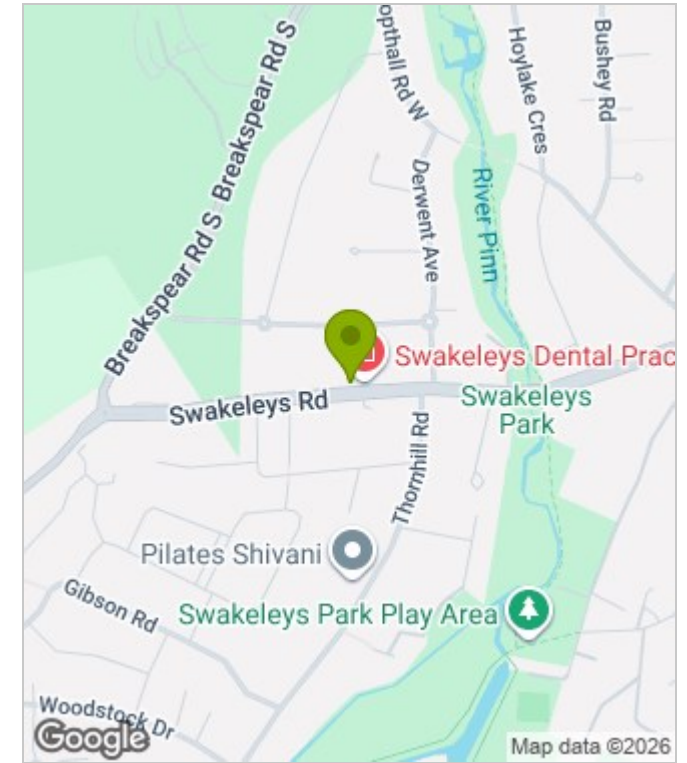 Breakspear Rd S
Breakspear Rd S
opthall Rd W
Hoylake Cres
Bushey Rd
Derwent Ave
River Pinn
Swakeleys Dental Prac
Swakeleys Rd
Swakeleys
Park
Thornhill Rd
Pilates Shivani
Gibson Rd
Swakeleys Park Play Area
Woodstock Dr
Google
Map data ©2026